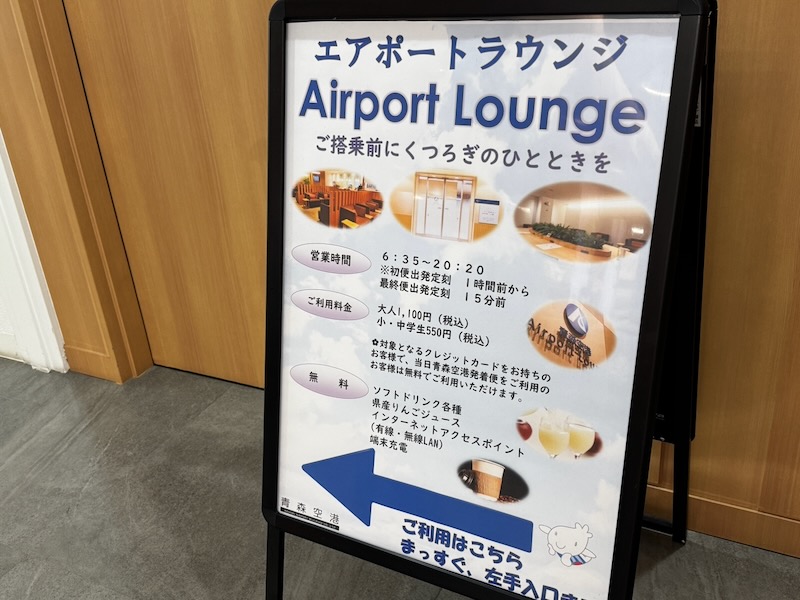 エアポートラウンジ
Airport Lounge
ご搭乗前にくつろぎのひとときを
営業時間
6:35～20:20
※初便出発定刻 1時間前から
最終便出発定刻 15分前
ご利用料金
大人1,100円（税込）
小・中学生550円（税込）
✿対象となるクレジットカードをお持ちの
お客様で、当日青森空港発着便をご利用の
お客様は無料でご利用いただけます。
無 料
ソフトドリンク各種
県産りんごジュース
インターネットアクセスポイント
(有線・無線LAN)
端末充電
青森空港
ご利用はこちら
まっすぐ、左手入口